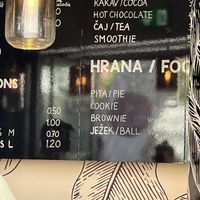 KAKAV/COCOA
HOT CHOCOLATE
ČAJ/TEA
SMOOTHIE
HRANA / FOO
PITA/PIE
COOKIE
BROWNIE
JEŽEK/BALL
ONS
0.50
1.00
S M 0.70
S L 1.20